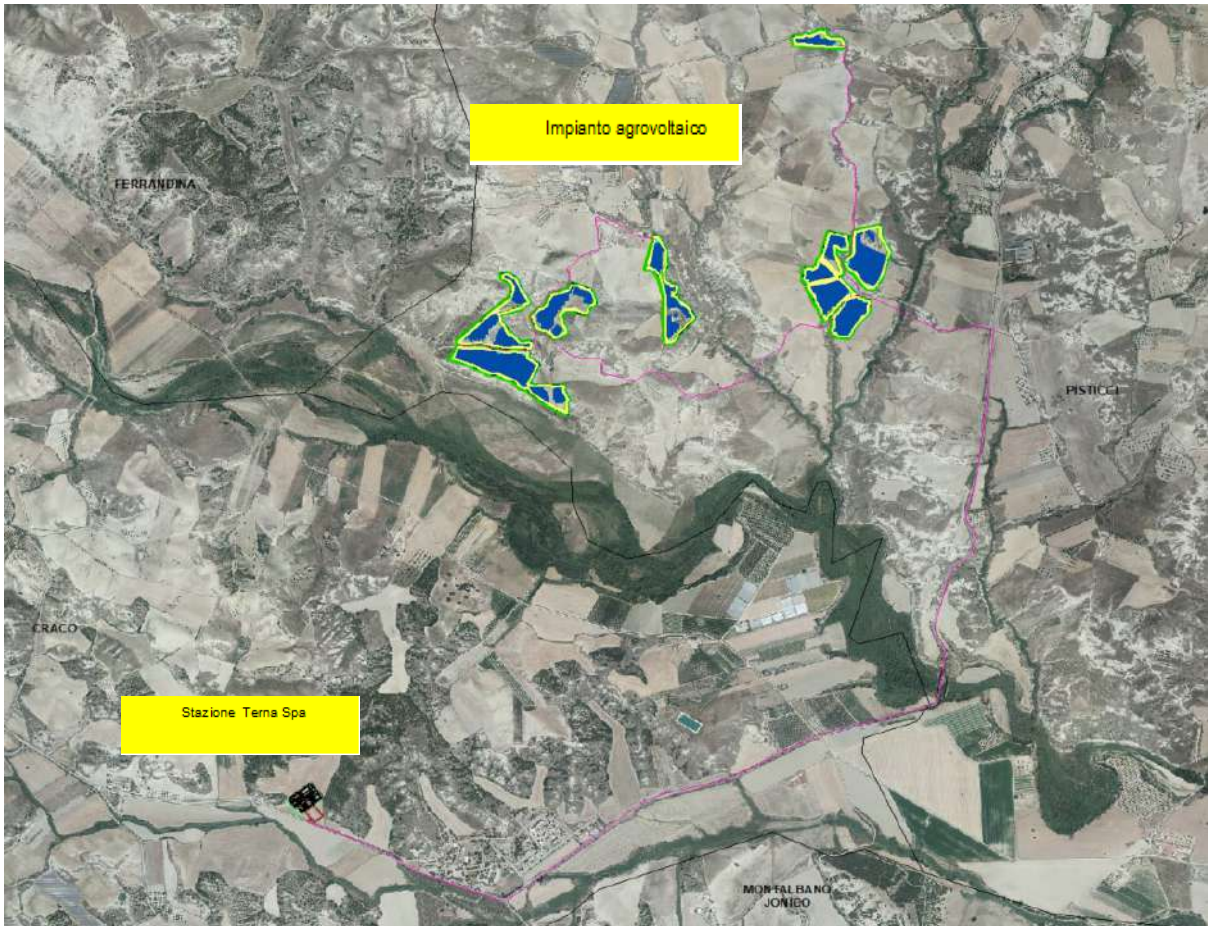 Impianto agrovoltaico
FERRANDINA
PISTICCI
CRACO
Stazione Terna Spa
MONTALBANO
JONICO